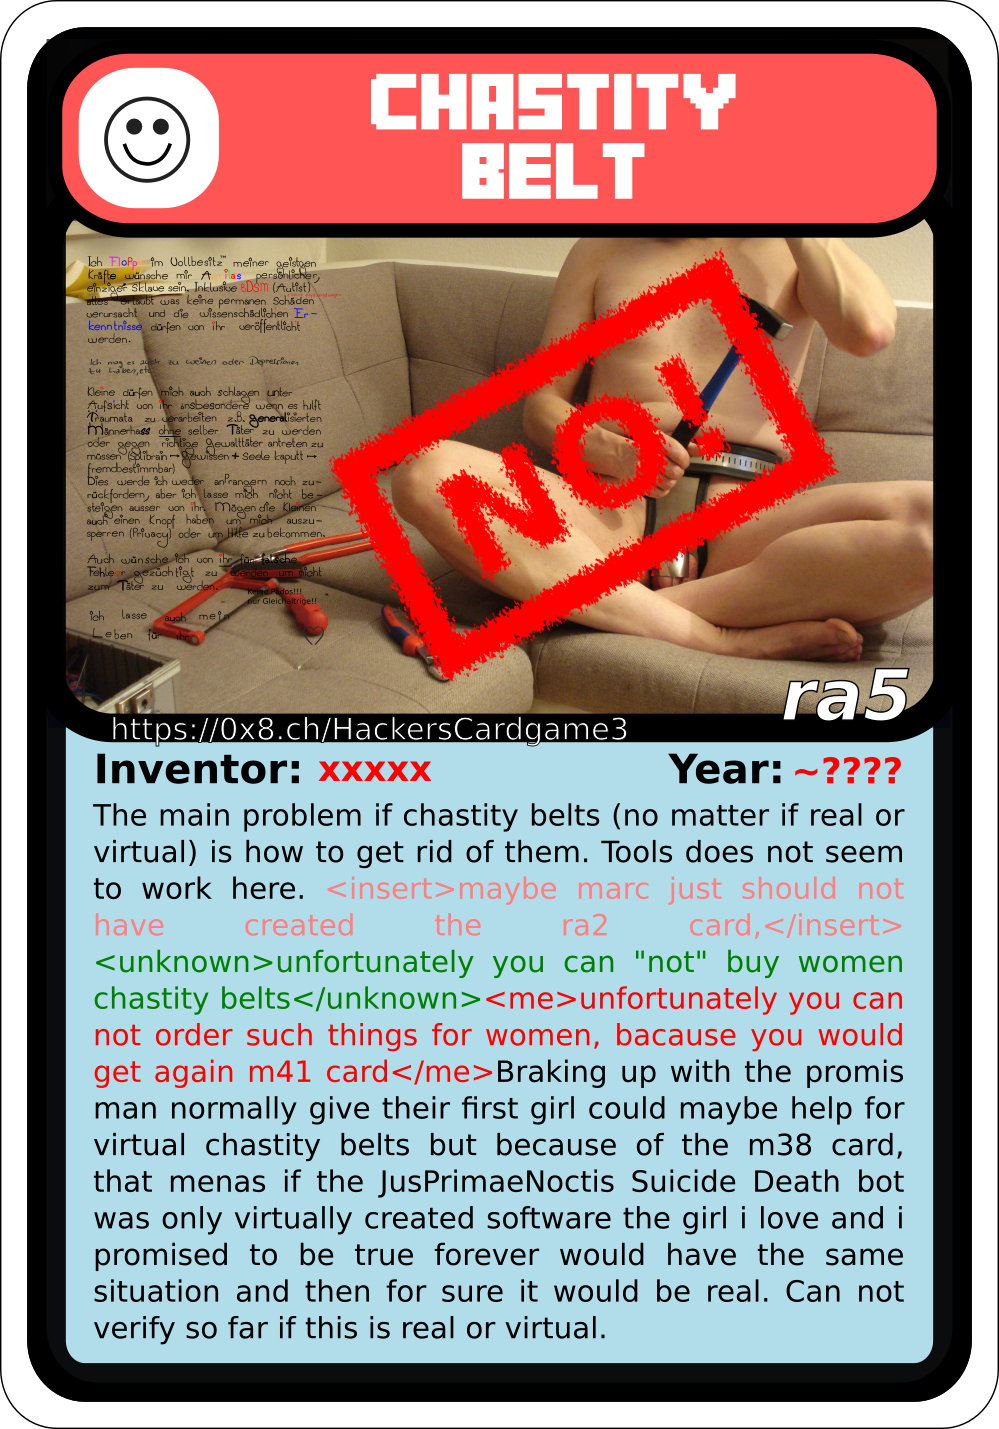 CHASTITY
BELT
Ich Floppy im Vollbesitz™ meiner geistgen
Kräfte wünsche mir persönlicher,
einziger Sklave sein. Inklusive BDSM (Autist)
alles erlaubt was keine permanen Schäden
verursacht und die wissenschädlichen Er-
kenntnisse dürfen von ihr veröffentlicht
werden.
Ich mag es auch zu weinen oder Depressionen
zu haben,etc.
Kleine dürfen mich auch schlagen unter
Aufsicht von ihr insbesondere wenn es hilft
Traumata zu verarbeiten z.B. generalisierten
Männerhass ohne selber Täter zu werden
oder gegen richtige Gewalttäter antreten zu
müssen (Gewissen + Seele kaputt →
fremdbestimmbar)
Dies werde ich weder anfrangern noch zu-
rückfordern, aber ich lasse mich nicht be-
steigen ausser von ihr. Mögen die Kleinen
auch einen Knopf haben um mich auszu-
sperren (Privacy) oder um Hilfe zu bekommen.
Auch wünsche ich von ihr für falsche
Fehler gezüchtigt zu werden um nicht
zum Täter zu werden.
nur Gleichaltrige!!
ich lasse auch mein
Leben für ihr
NO!
ra5
https://0x8.ch/HackersCardgame3
Inventor: xxxxx Year: ~????
The main problem if chastity belts (no matter if real or
virtual) is how to get rid of them. Tools does not seem
to work here. <insert>maybe marc just should not
have created the ra2 card,</insert>
<unknown>unfortunately you can "not" buy women
chastity belts</unknown><me>unfortunately you can
not order such things for women, bacause you would
get again m41 card</me>Braking up with the promis
man normally give their first girl could maybe help for
virtual chastity belts but because of the m38 card,
that menas if the JusPrimaeNoctis Suicide Death bot
was only virtually created software the girl i love and i
promised to be true forever would have the same
situation and then for sure it would be real. Can not
verify so far if this is real or virtual.